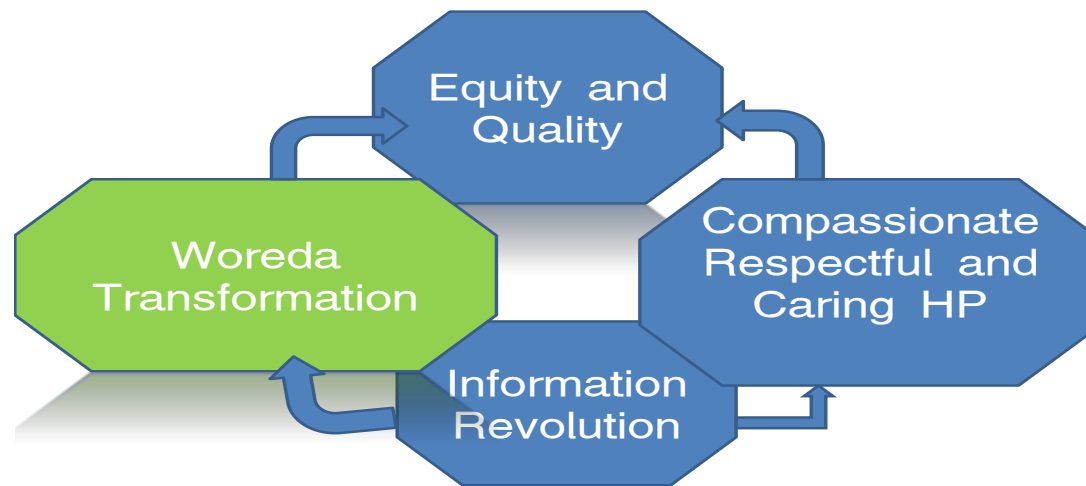 Equity and
Quality
Woreda
Transformation
Compassionate
Respectful and
Caring HP
Information
Revolution